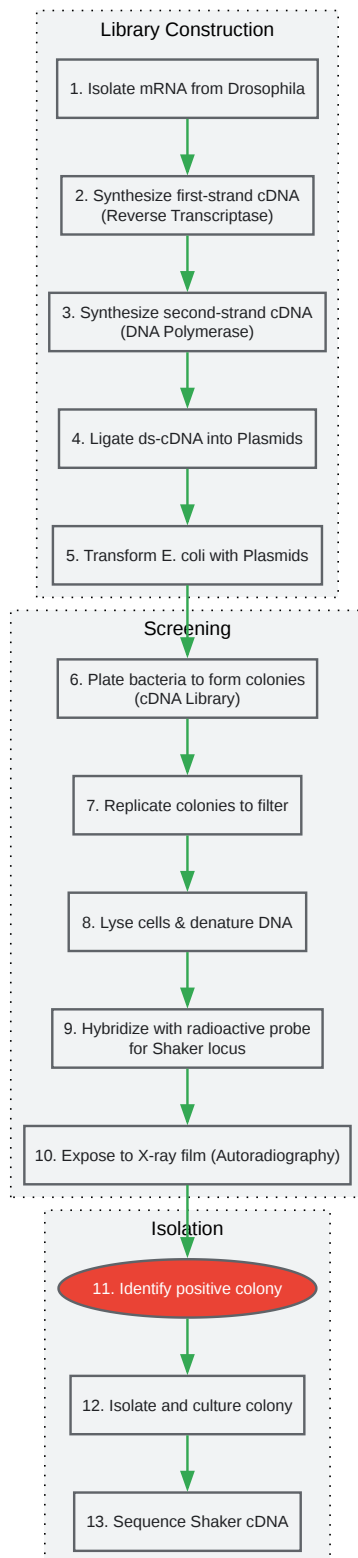 Library Construction
1. Isolate mRNA from Drosophila
2. Synthesize first-strand cDNA
(Reverse Transcriptase)
3. Synthesize second-strand cDNA
(DNA Polymerase)
4. Ligate ds-cDNA into Plasmids
5. Transform E. coli with Plasmids
Screening
6. Plate bacteria to form colonies
(cDNA Library)
7. Replicate colonies to filter
8. Lyse cells & denature DNA
9. Hybridize with radioactive probe
for Shaker locus
10. Expose to X-ray film (Autoradiography)
Isolation
11. Identify positive colony
12. Isolate and culture colony
13. Sequence Shaker cDNA